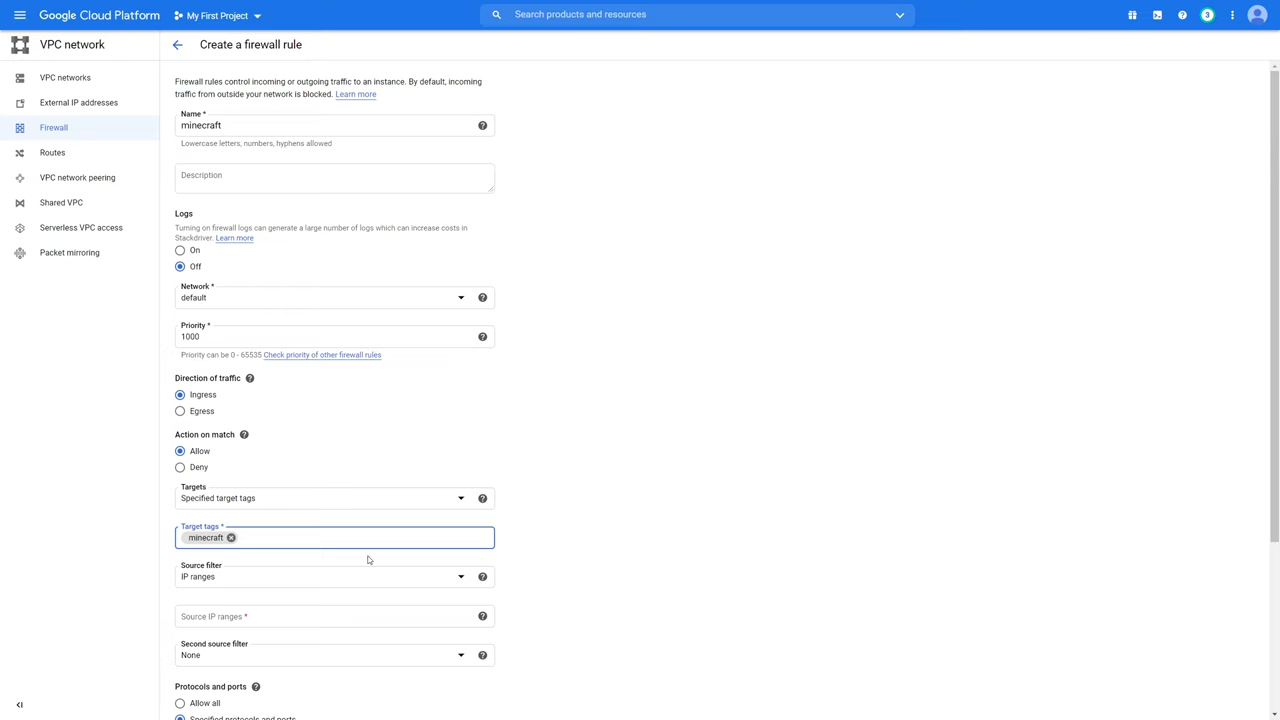 Google Cloud Platform
My First Project
Search products and resources
3
VPC network
Create a firewall rule
VPC networks
External IP addresses
Firewall
Routes
VPC network peering
Shared VPC
Serverless VPC access
Packet mirroring
Firewall rules control incoming or outgoing traffic to an instance. By default, incoming
traffic from outside your network is blocked. Learn more
Name *
minecraft
Lowercase letters, numbers, hyphens allowed
Description
Logs
Turning on firewall logs can generate a large number of logs which can increase costs in
Stackdriver. Learn more
On
Off
Network *
default
Priority *
1000
Priority can be 0 - 65535 Check priority of other firewall rules
Direction of traffic
Ingress
Egress
Action on match
Allow
Deny
Targets
Specified target tags
Target tags *
minecraft
Source filter
IP ranges
Source IP ranges *
Second source filter
None
Protocols and ports
Allow all
Specified protocols and ports